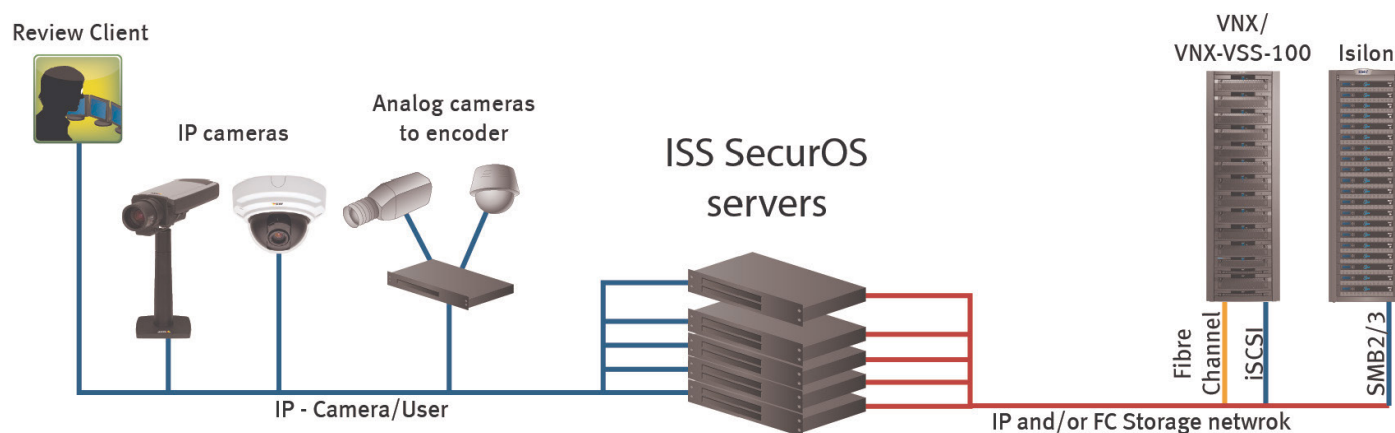 Review Client
IP cameras
Analog cameras
to encoder
ISS SecurOS
servers
VNX/
VNX-VSS-100
Isilon
Fibre
Channel
iSCSI
SMB2/3
IP - Camera/User
IP and/or FC Storage netwrok